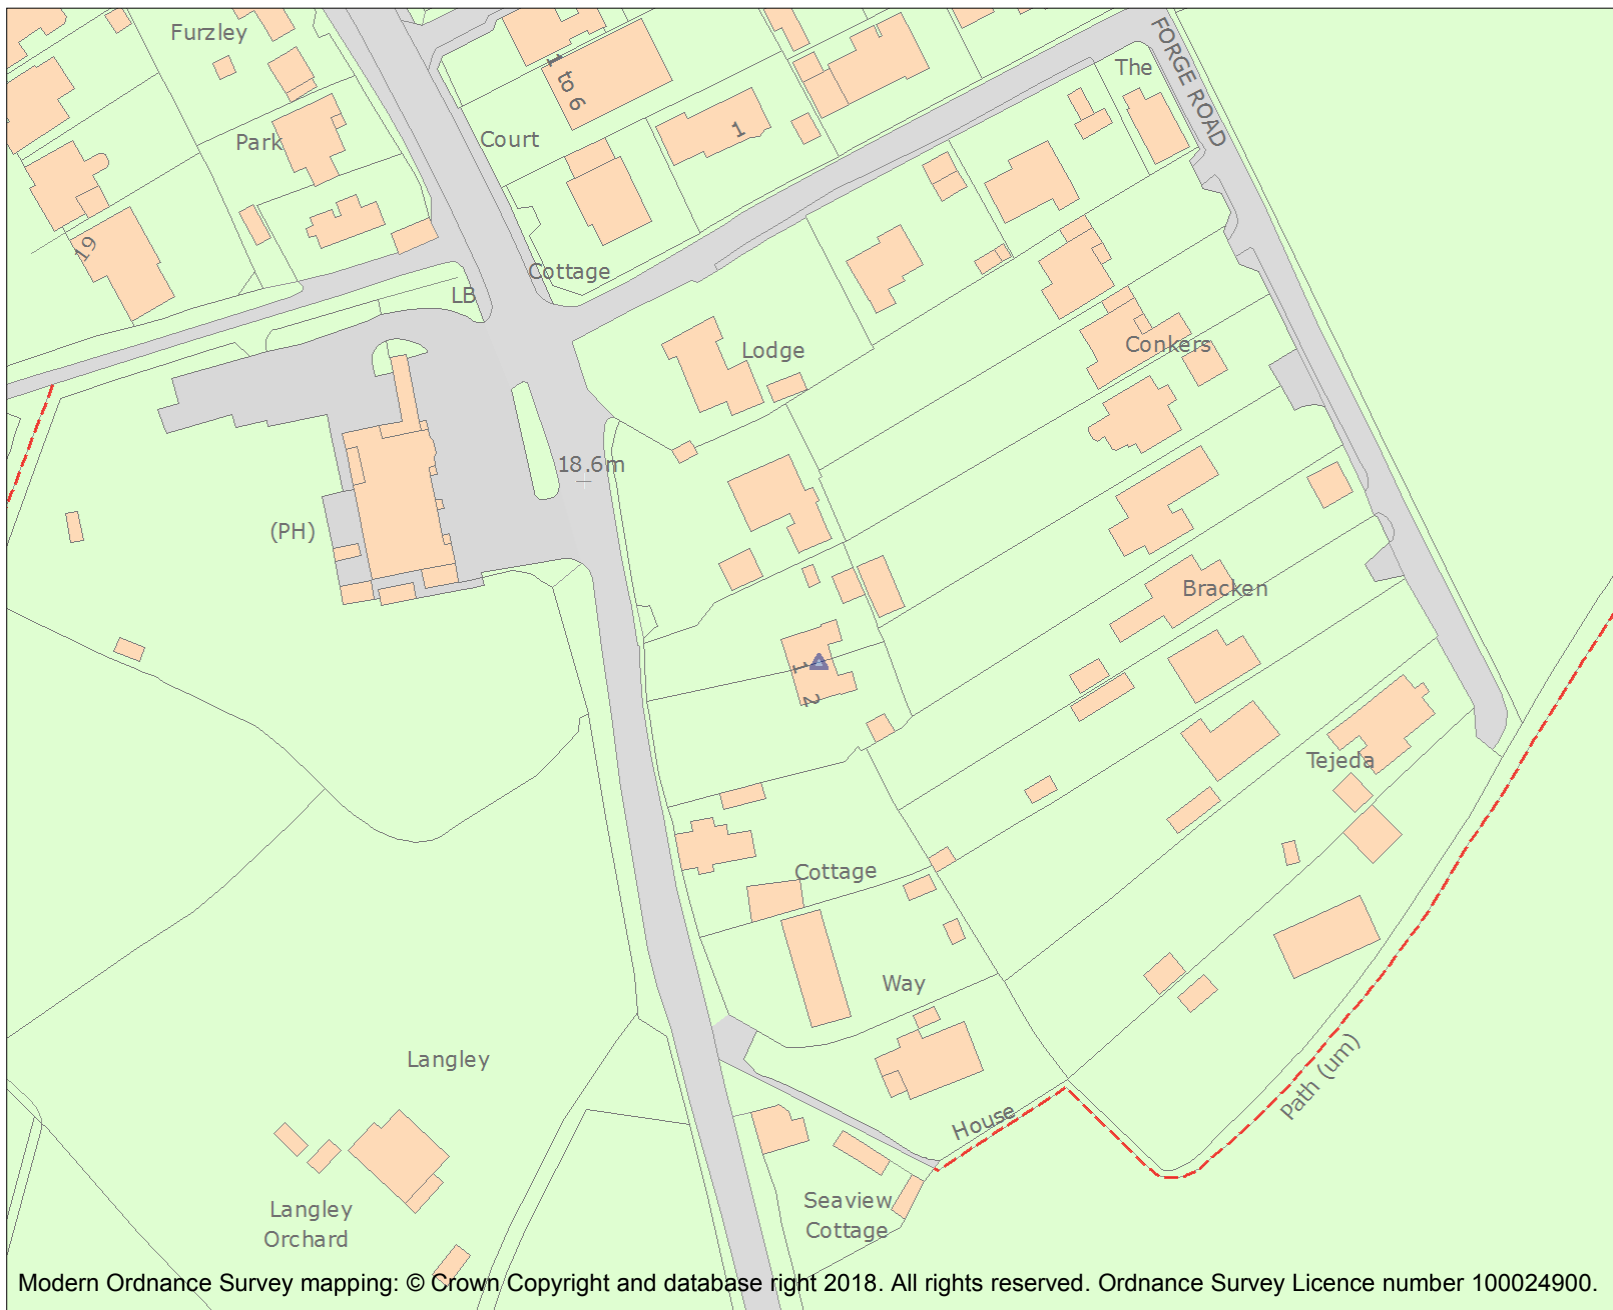 Furzley
1 to 6
FORGE ROAD
The
Park
Court
1
19
Cottage
LB
Lodge
Conkers
18.6m
(PH)
Bracken
1
2
Tejeda
Cottage
Way
Langley
House
Path (um)
Langley
Orchard
Seaview
Cottage
Modern Ordnance Survey mapping: © Crown Copyright and database right 2018. All rights reserved. Ordnance Survey Licence number 100024900.